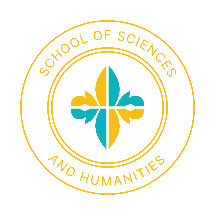 SCHOOL OF SCIENCES
AND HUMANITIES